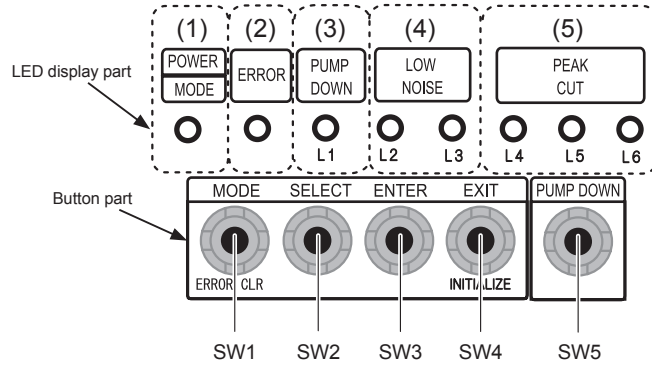 (1) (2) (3) (4) (5)
POWER
MODE
ERROR
PUMP
DOWN
LOW
NOISE
PEAK
CUT
LED display part
L1 L2 L3 L4 L5 L6
Button part
MODE SELECT ENTER EXIT PUMP DOWN
ERROR CLR INITIALIZE
SW1 SW2 SW3 SW4 SW5